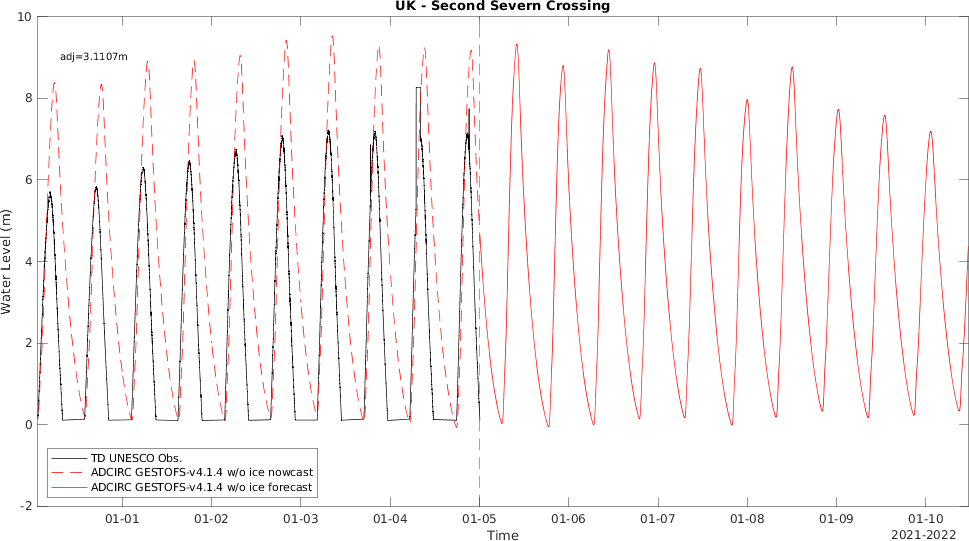 UK - Second Severn Crossing
10
8
6
4
2
0
-2
Water Level (m)
adj=3.1107m
TD UNESCO Obs.
ADCIRC GESTOFS-v4.1.4 w/o ice nowcast
ADCIRC GESTOFS-v4.1.4 w/o ice forecast
01-01 01-02 01-03 01-04 01-05 01-06 01-07 01-08 01-09 01-10
Time
2021-2022